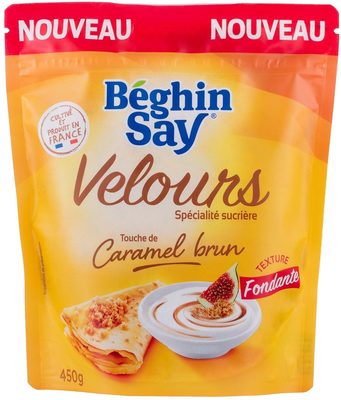 NOUVEAU NOUVEAU
Béghin
Say®
CULTIVÉ
ET
PRODUIT EN
FRANCE
Velours
Spécialité sucrière
Touche de
Caramel brun
TEXTURE
Fondante
450g